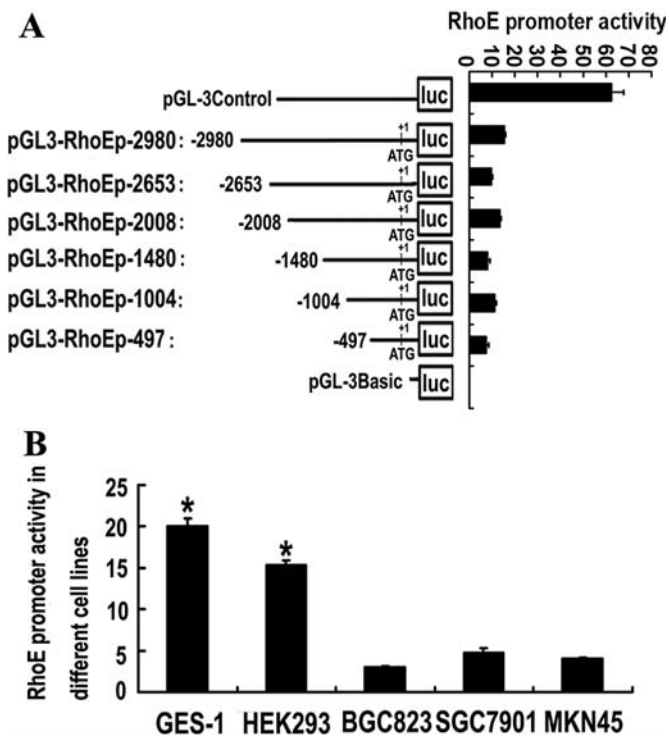 A
RhoE promoter activity
0 10 20 30 40 50 60 70 80
pGL-3Control luc
pGL3-RhoEp-2980: -2980 +1 ATG luc
pGL3-RhoEp-2653: -2653 +1 ATG luc
pGL3-RhoEp-2008: -2008 +1 ATG luc
pGL3-RhoEp-1480: -1480 +1 ATG luc
pGL3-RhoEp-1004: -1004 +1 ATG luc
pGL3-RhoEp-497 : -497 +1 ATG luc
pGL-3Basic luc
B
RhoE promoter activity in
different cell lines
25
20
15
10
5
0
* *
GES-1 HEK293 BGC823 SGC7901 MKN45